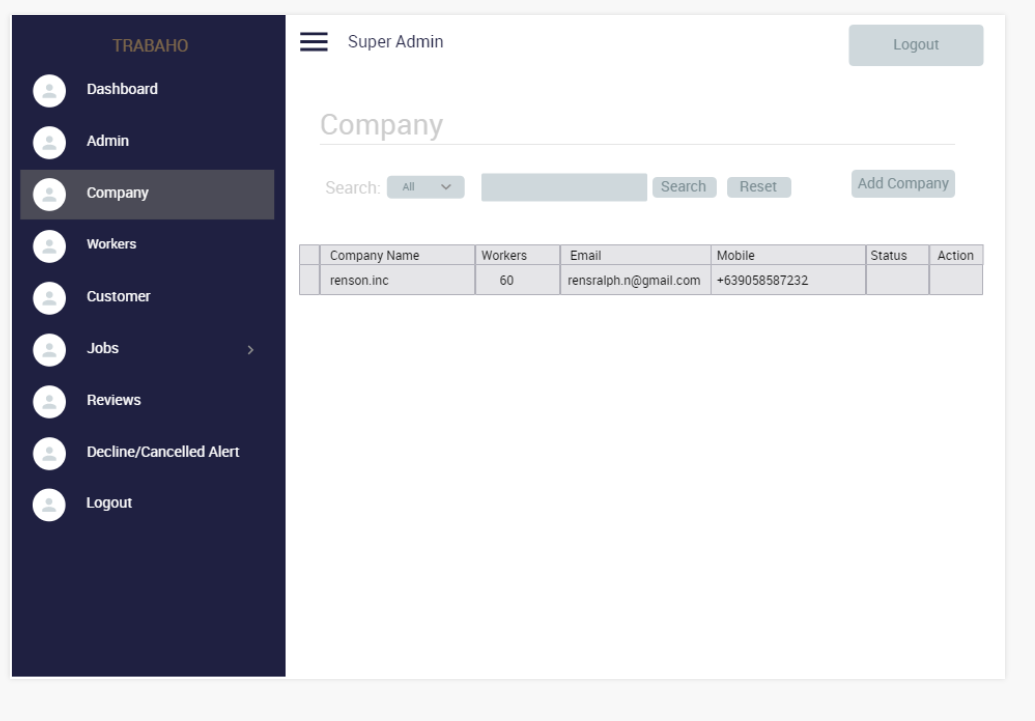 TRABAHO
Dashboard
Admin
Company
Workers
Customer
Jobs
Reviews
Decline/Cancelled Alert
Logout
Super Admin
Logout
Company
Search: All Search Reset Add Company
Company Name Workers Email Mobile Status Action
renson.inc 60 rensralph.n@gmail.com +639058587232